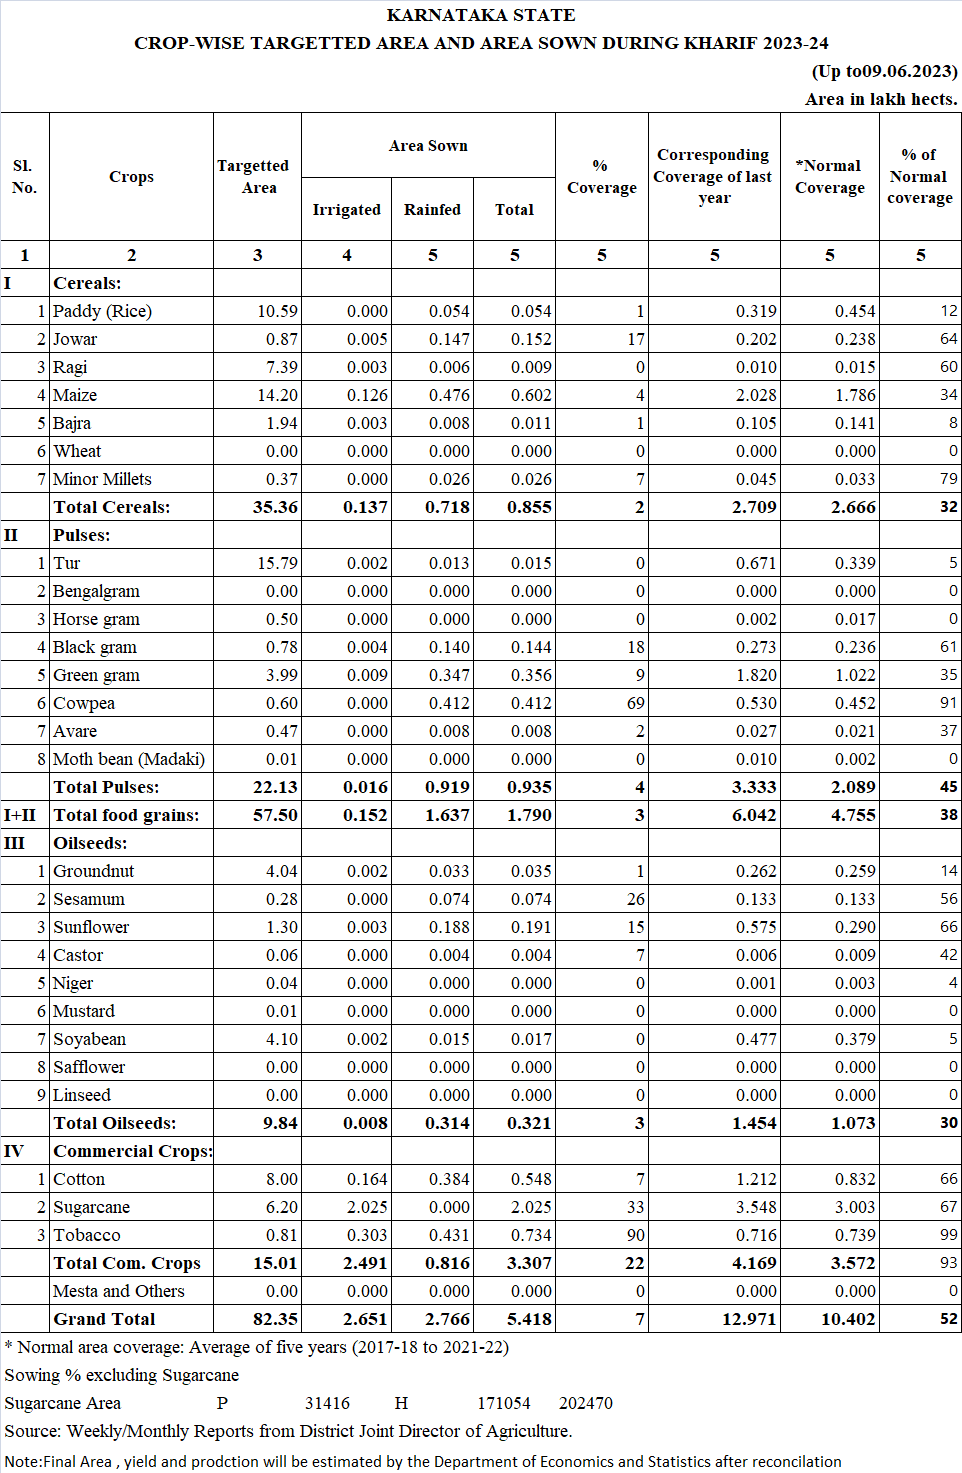 KARNATAKA STATE
CROP-WISE TARGETTED AREA AND AREA SOWN DURING KHARIF 2023-24
(Up to09.06.2023)
Area in lakh hects.
Sl. No. Crops Targetted Area Area Sown % Coverage Corresponding Coverage of last year *Normal Coverage % of Normal coverage
Irrigated Rainfed Total
1 2 3 4 5 5 5 5 5 5
I Cereals:
1 Paddy (Rice) 10.59 0.000 0.054 0.054 1 0.319 0.454 12
2 Jowar 0.87 0.005 0.147 0.152 17 0.202 0.238 64
3 Ragi 7.39 0.003 0.006 0.009 0 0.010 0.015 60
4 Maize 14.20 0.126 0.476 0.602 4 2.028 1.786 34
5 Bajra 1.94 0.003 0.008 0.011 1 0.105 0.141 8
6 Wheat 0.00 0.000 0.000 0.000 0 0.000 0.000 0
7 Minor Millets 0.37 0.000 0.026 0.026 7 0.045 0.033 79
Total Cereals: 35.36 0.137 0.718 0.855 2 2.709 2.666 32
II Pulses:
1 Tur 15.79 0.002 0.013 0.015 0 0.671 0.339 5
2 Bengalgram 0.00 0.000 0.000 0.000 0 0.000 0.000 0
3 Horse gram 0.50 0.000 0.000 0.000 0 0.002 0.017 0
4 Black gram 0.78 0.004 0.140 0.144 18 0.273 0.236 61
5 Green gram 3.99 0.009 0.347 0.356 9 1.820 1.022 35
6 Cowpea 0.60 0.000 0.412 0.412 69 0.530 0.452 91
7 Avare 0.47 0.000 0.008 0.008 2 0.027 0.021 37
8 Moth bean (Madaki) 0.01 0.000 0.000 0.000 0 0.010 0.002 0
Total Pulses: 22.13 0.016 0.919 0.935 4 3.333 2.089 45
I+II Total food grains: 57.50 0.152 1.637 1.790 3 6.042 4.755 38
III Oilseeds:
1 Groundnut 4.04 0.002 0.033 0.035 1 0.262 0.259 14
2 Sesamum 0.28 0.000 0.074 0.074 26 0.133 0.133 56
3 Sunflower 1.30 0.003 0.188 0.191 15 0.575 0.290 66
4 Castor 0.06 0.000 0.004 0.004 7 0.006 0.009 42
5 Niger 0.04 0.000 0.000 0.000 0 0.001 0.003 4
6 Mustard 0.01 0.000 0.000 0.000 0 0.000 0.000 0
7 Soyabean 4.10 0.002 0.015 0.017 0 0.477 0.379 5
8 Safflower 0.00 0.000 0.000 0.000 0 0.000 0.000 0
9 Linseed 0.00 0.000 0.000 0.000 0 0.000 0.000 0
Total Oilseeds: 9.84 0.008 0.314 0.321 3 1.454 1.073 30
IV Commercial Crops:
1 Cotton 8.00 0.164 0.384 0.548 7 1.212 0.832 66
2 Sugarcane 6.20 2.025 0.000 2.025 33 3.548 3.003 67
3 Tobacco 0.81 0.303 0.431 0.734 90 0.716 0.739 99
Total Com. Crops 15.01 2.491 0.816 3.307 22 4.169 3.572 93
Mesta and Others 0.00 0.000 0.000 0.000 0 0.000 0.000 0
Grand Total 82.35 2.651 2.766 5.418 7 12.971 10.402 52
* Normal area coverage: Average of five years (2017-18 to 2021-22)
Sowing % excluding Sugarcane
Sugarcane Area P 31416 H 171054 202470
Source: Weekly/Monthly Reports from District Joint Director of Agriculture.
Note:Final Area , yield and prodction will be estimated by the Department of Economics and Statistics after reconcilation